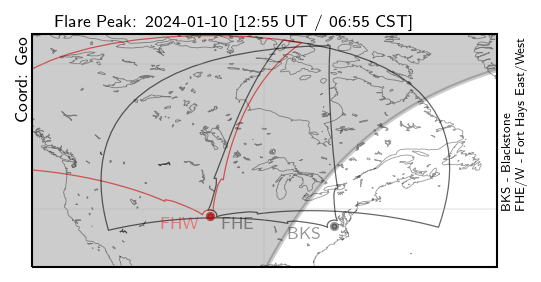 Flare Peak: 2024-01-10 [12:55 UT / 06:55 CST]
Coord: Geo
FHW
FHE
BKS
BKS - Blackstone
FHE/W - Fort Hays East/West